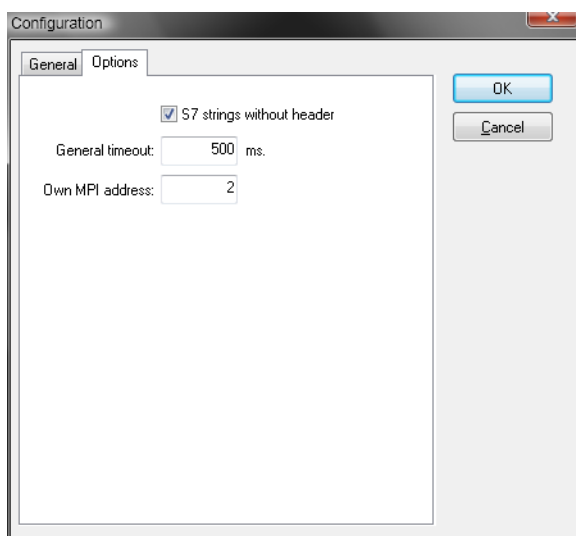 Configuration
General Options
OK
Cancel
S7 strings without header
General timeout: 500 ms.
Own MPI address: 2